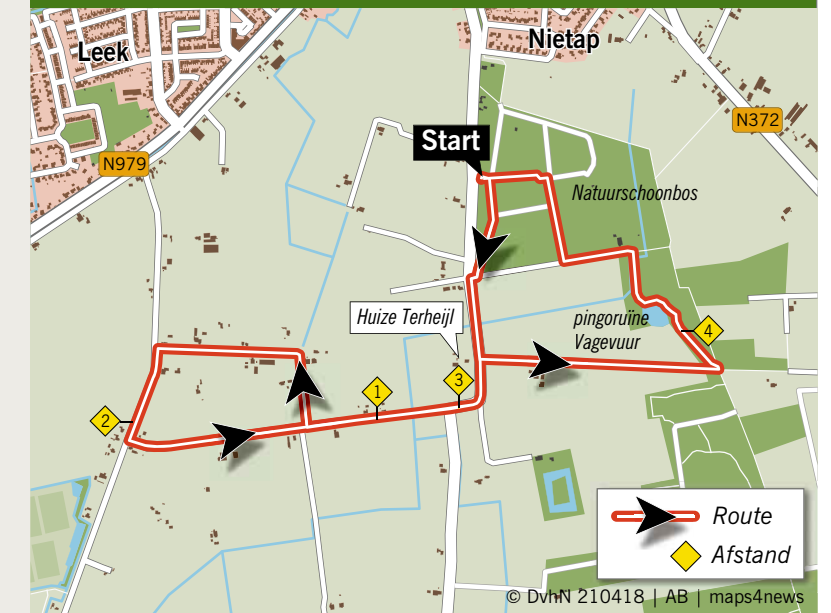 Leek
Nietap
N372
Start
N979
Natuurschoonbos
Huize Terheijl
pingoruïne
Vagevuur
4
3
1
2
Route
Afstand
© DvhN 210418 | AB | maps4news